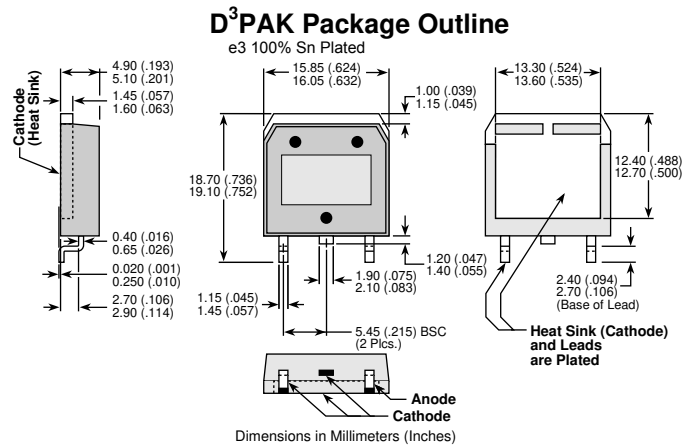 D³PAK Package Outline
e3 100% Sn Plated
4.90 (.193)
5.10 (.201)
15.85 (.624)
16.05 (.632)
13.30 (.524)
13.60 (.535)
1.45 (.057)
1.60 (.063)
1.00 (.039)
1.15 (.045)
Cathode
(Heat Sink)
18.70 (.736)
19.10 (.752)
12.40 (.488)
12.70 (.500)
0.40 (.016)
0.65 (.026)
0.020 (.001)
0.250 (.010)
2.70 (.106)
2.90 (.114)
1.15 (.045)
1.45 (.057)
1.90 (.075)
2.10 (.083)
1.20 (.047)
1.40 (.055)
2.40 (.094)
2.70 (.106)
(Base of Lead)
5.45 (.215) BSC
(2 Plcs.)
Heat Sink (Cathode)
and Leads
are Plated
Anode
Cathode
Dimensions in Millimeters (Inches)